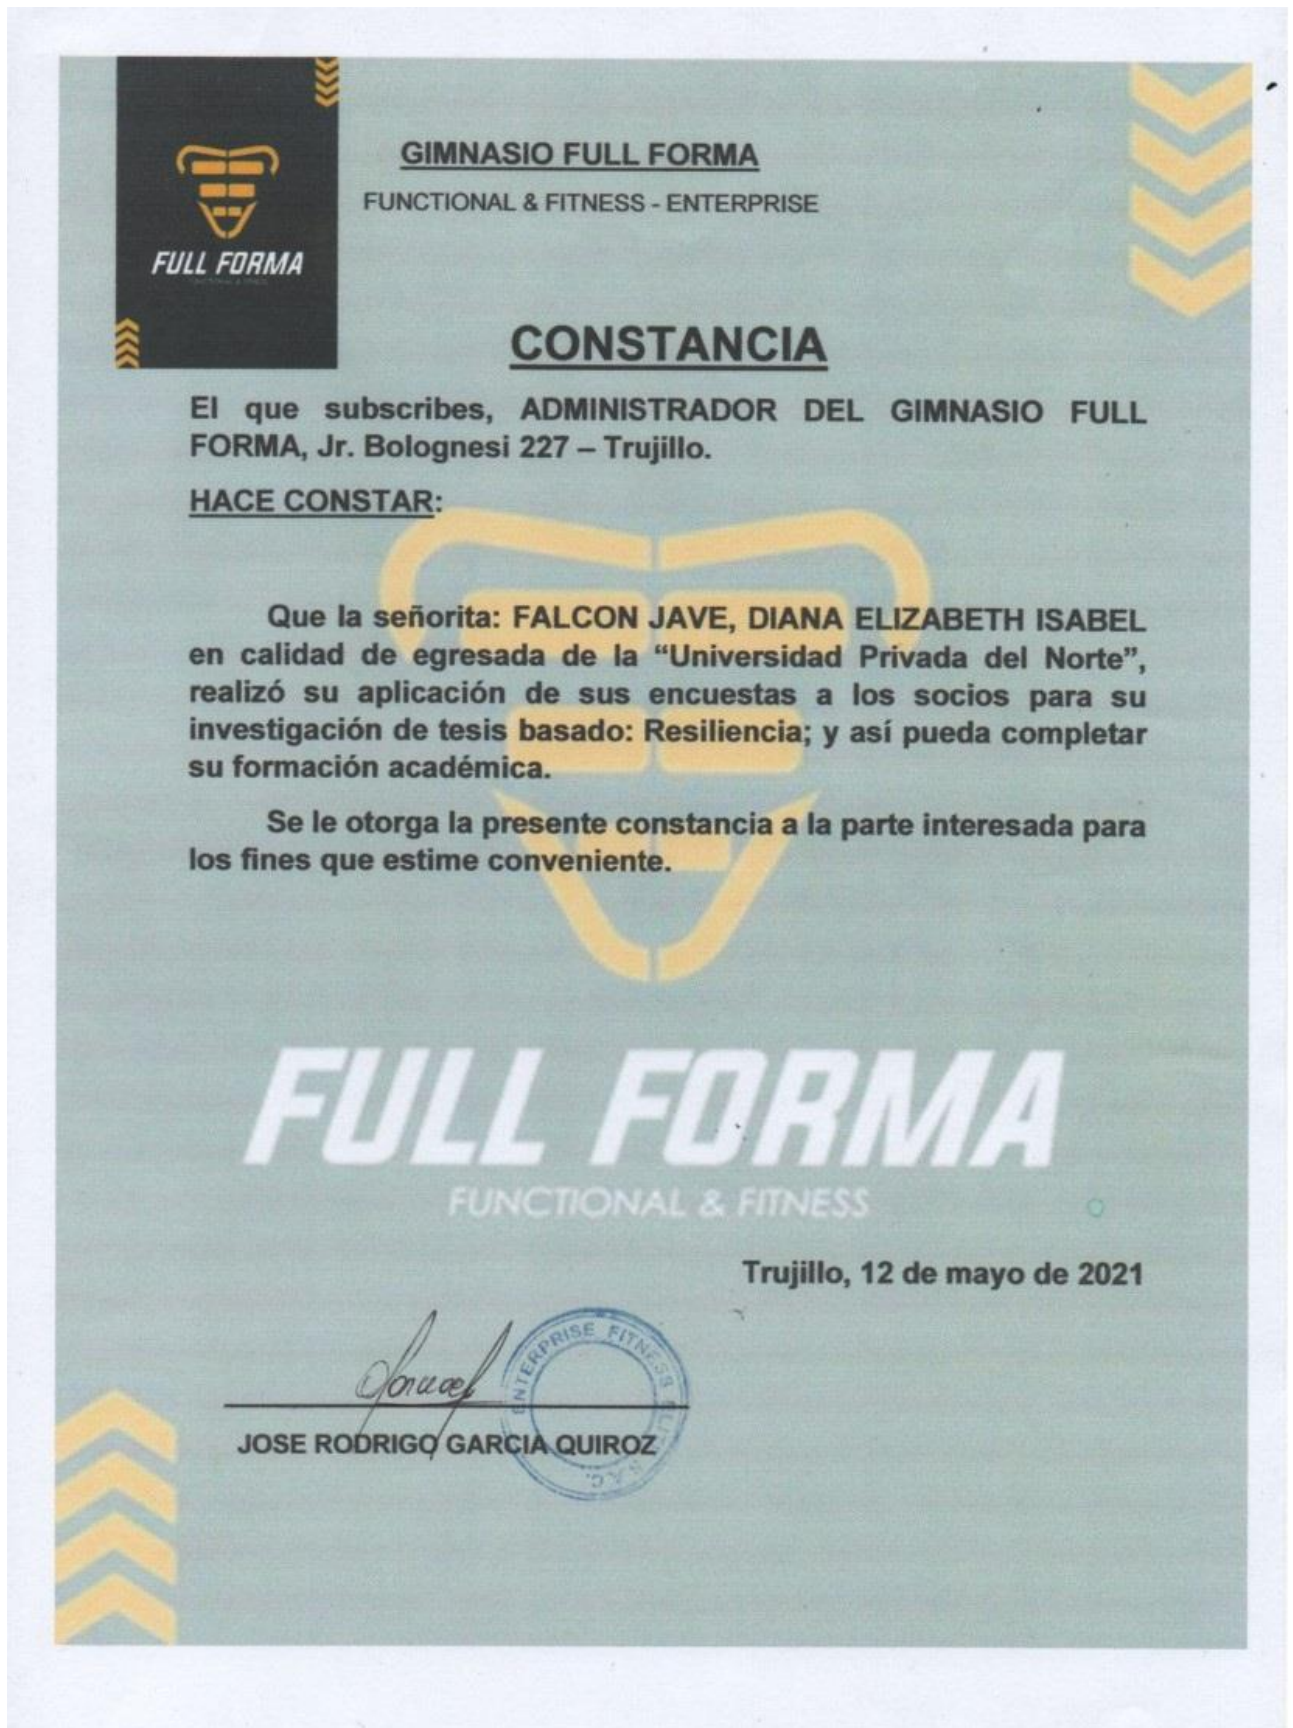 GIMNASIO FULL FORMA
FUNCTIONAL & FITNESS - ENTERPRISE
FULL FORMA
CONSTANCIA
El que subscribes, ADMINISTRADOR DEL GIMNASIO FULL
FORMA, Jr. Bolognesi 227 – Trujillo.
HACE CONSTAR:
Que la señorita: FALCON JAVE, DIANA ELIZABETH ISABEL
en calidad de egresada de la “Universidad Privada del Norte”,
realizó su aplicación de sus encuestas a los socios para su
investigación de tesis basado: Resiliencia; y así pueda completar
su formación académica.
Se le otorga la presente constancia a la parte interesada para
los fines que estime conveniente.
FULL FORMA
FUNCTIONAL & FITNESS
Trujillo, 12 de mayo de 2021
ENTERPRISE FITNESS S.A.C.
JOSE RODRIGO GARCIA QUIROZ